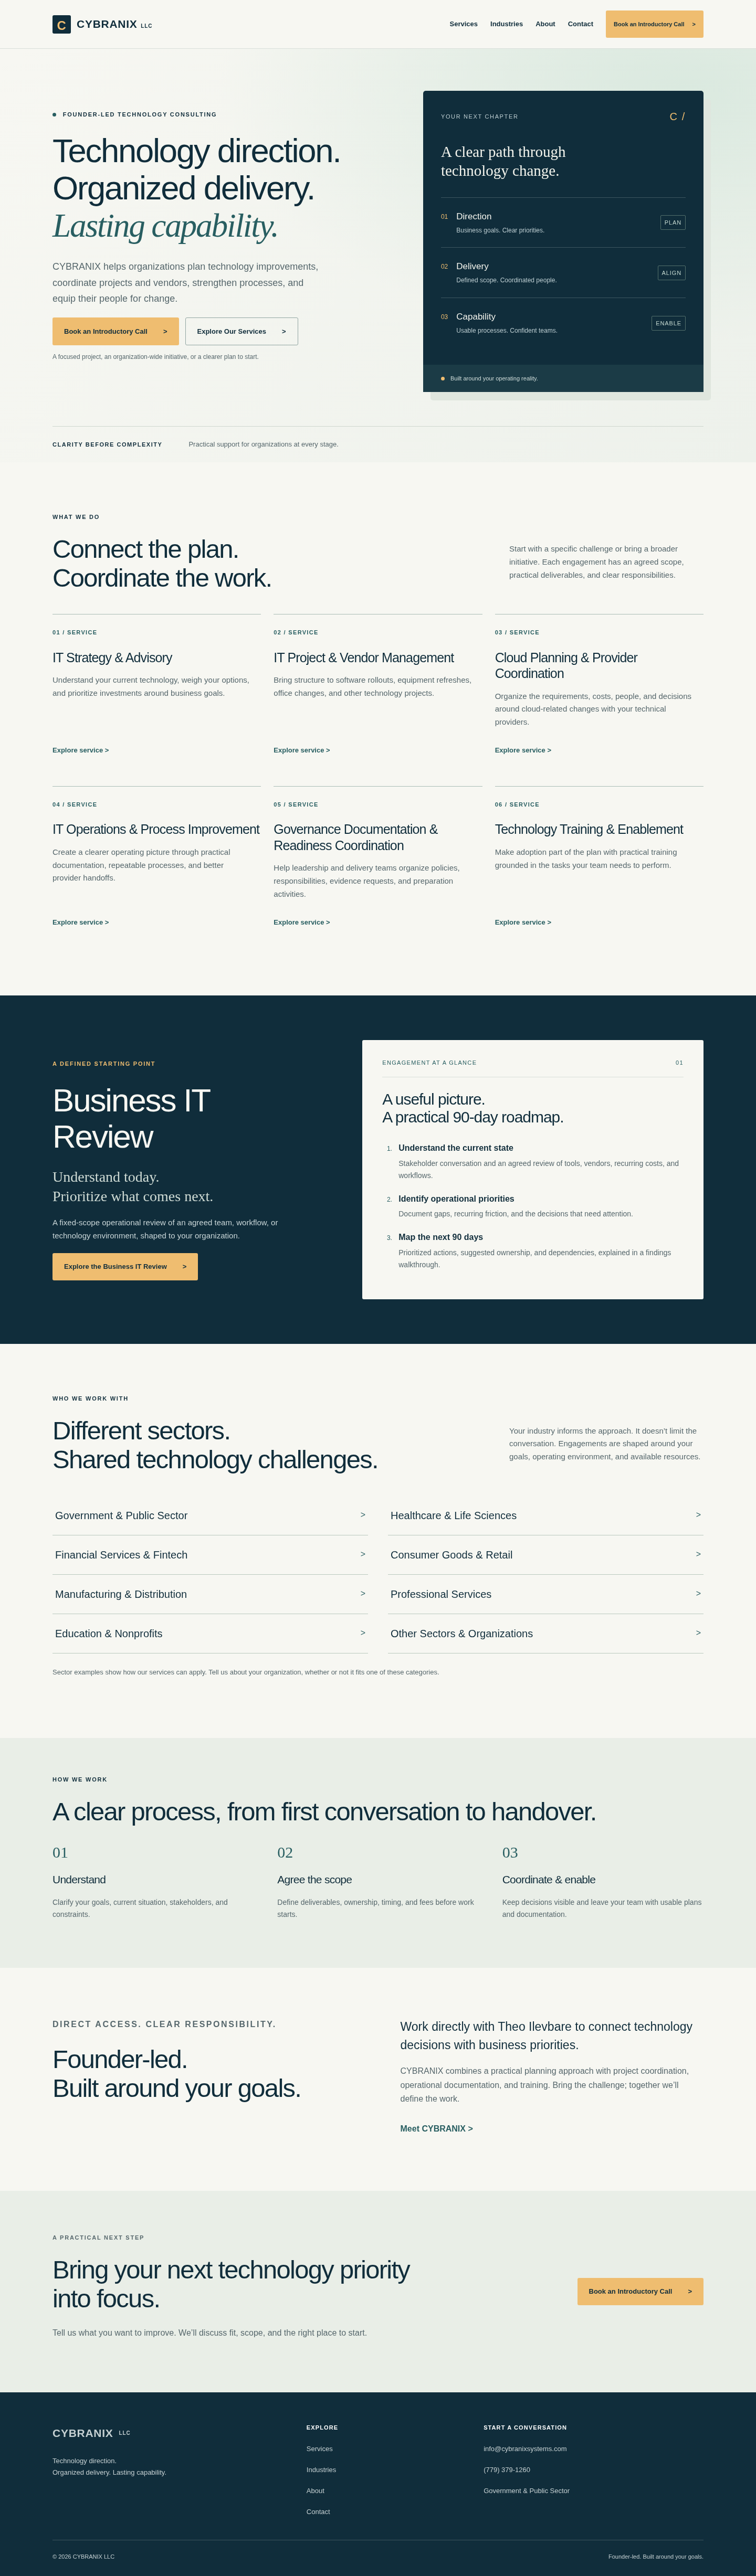 C CYBRANIX LLC
Services Industries About Contact Book an Introductory Call >
FOUNDER-LED TECHNOLOGY CONSULTING
Technology direction.
Organized delivery.
Lasting capability.
CYBRANIX helps organizations plan technology improvements,
coordinate projects and vendors, strengthen processes, and
equip their people for change.
Book an Introductory Call >
Explore Our Services >
A focused project, an organization-wide initiative, or a clearer plan to start.
YOUR NEXT CHAPTER C /
A clear path through
technology change.
01 Direction
Business goals. Clear priorities.
PLAN
02 Delivery
Defined scope. Coordinated people.
ALIGN
03 Capability
Usable processes. Confident teams.
ENABLE
Built around your operating reality.
CLARITY BEFORE COMPLEXITY Practical support for organizations at every stage.
WHAT WE DO
Connect the plan.
Coordinate the work.
Start with a specific challenge or bring a broader
initiative. Each engagement has an agreed scope,
practical deliverables, and clear responsibilities.
01 / SERVICE
IT Strategy & Advisory
Understand your current technology, weigh your options,
and prioritize investments around business goals.
Explore service >
02 / SERVICE
IT Project & Vendor Management
Bring structure to software rollouts, equipment refreshes,
office changes, and other technology projects.
Explore service >
03 / SERVICE
Cloud Planning & Provider
Coordination
Organize the requirements, costs, people, and decisions
around cloud-related changes with your technical
providers.
Explore service >
04 / SERVICE
IT Operations & Process Improvement
Create a clearer operating picture through practical
documentation, repeatable processes, and better
provider handoffs.
Explore service >
05 / SERVICE
Governance Documentation &
Readiness Coordination
Help leadership and delivery teams organize policies,
responsibilities, evidence requests, and preparation
activities.
Explore service >
06 / SERVICE
Technology Training & Enablement
Make adoption part of the plan with practical training
grounded in the tasks your team needs to perform.
Explore service >
A DEFINED STARTING POINT
Business IT
Review
Understand today.
Prioritize what comes next.
A fixed-scope operational review of an agreed team, workflow, or
technology environment, shaped to your organization.
Explore the Business IT Review >
ENGAGEMENT AT A GLANCE 01
A useful picture.
A practical 90-day roadmap.
1. Understand the current state
Stakeholder conversation and an agreed review of tools, vendors, recurring costs, and
workflows.
2. Identify operational priorities
Document gaps, recurring friction, and the decisions that need attention.
3. Map the next 90 days
Prioritized actions, suggested ownership, and dependencies, explained in a findings
walkthrough.
WHO WE WORK WITH
Different sectors.
Shared technology challenges.
Your industry informs the approach. It doesn't limit the
conversation. Engagements are shaped around your
goals, operating environment, and available resources.
Government & Public Sector >
Healthcare & Life Sciences >
Financial Services & Fintech >
Consumer Goods & Retail >
Manufacturing & Distribution >
Professional Services >
Education & Nonprofits >
Other Sectors & Organizations >
Sector examples show how our services can apply. Tell us about your organization, whether or not it fits one of these categories.
HOW WE WORK
A clear process, from first conversation to handover.
01
Understand
Clarify your goals, current situation, stakeholders, and
constraints.
02
Agree the scope
Define deliverables, ownership, timing, and fees before work
starts.
03
Coordinate & enable
Keep decisions visible and leave your team with usable plans
and documentation.
DIRECT ACCESS. CLEAR RESPONSIBILITY.
Founder-led.
Built around your goals.
Work directly with Theo Ilevbare to connect technology
decisions with business priorities.
CYBRANIX combines a practical planning approach with project coordination,
operational documentation, and training. Bring the challenge; together we'll
define the work.
Meet CYBRANIX >
A PRACTICAL NEXT STEP
Bring your next technology priority
into focus.
Tell us what you want to improve. We'll discuss fit, scope, and the right place to start.
Book an Introductory Call >
CYBRANIX LLC
Technology direction.
Organized delivery. Lasting capability.
EXPLORE
Services
Industries
About
Contact
START A CONVERSATION
info@cybranixsystems.com
(779) 379-1260
Government & Public Sector
© 2026 CYBRANIX LLC
Founder-led. Built around your goals.